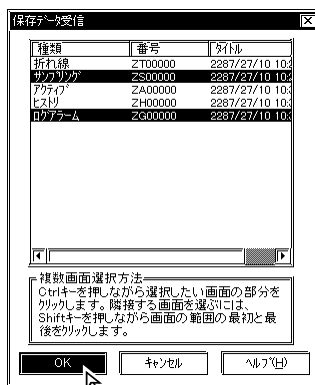 保存データ受信
種類 番号 タイトル
折れ線 ZT00000 2287/27/10 10:2
サンプリング ZS00000 2287/27/10 10:2
アクティブ ZA00000 2287/27/10 10:3
ヒストリ ZH00000 2287/27/10 10:3
ログアラーム ZG00000 2287/27/10 10:3
複数画面選択方法
Ctrlキーを押しながら選択したい画面の部分を
クリックします。隣接する画面を選ぶには、
Shiftキーを押しながら画面の範囲の最初と最
後をクリックします。
OK キャンセル ヘルプ(H)